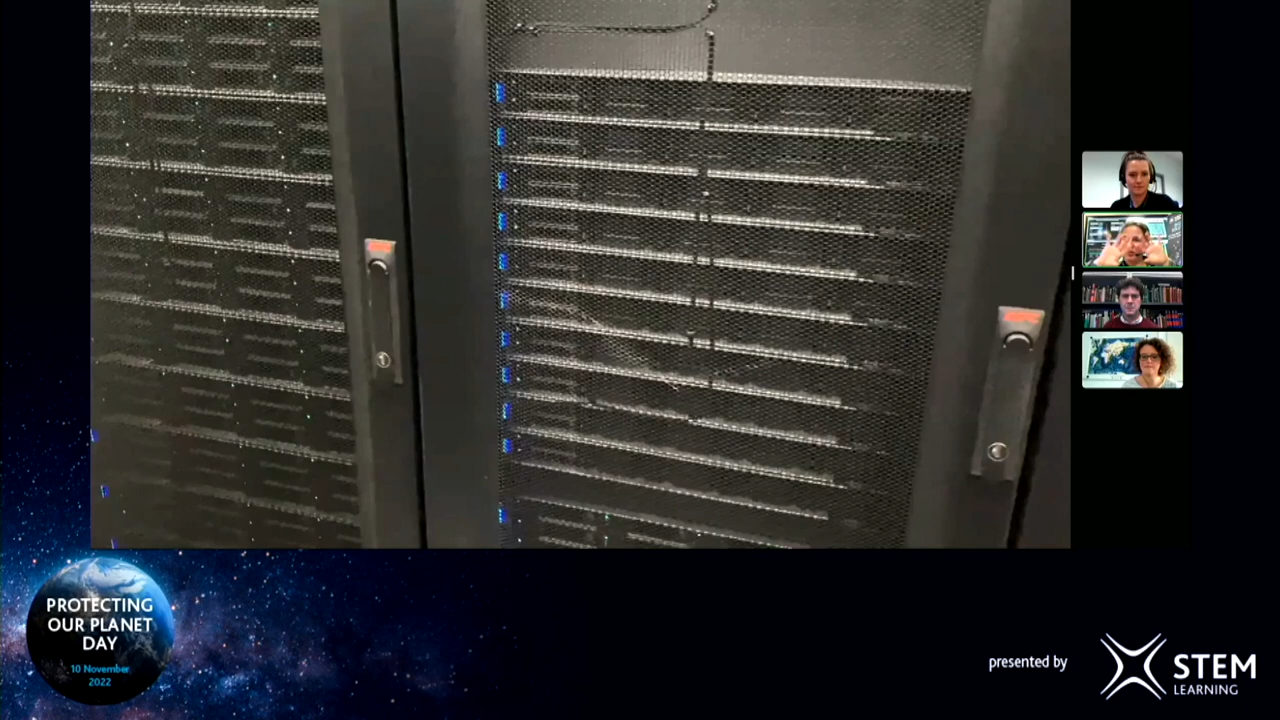 PROTECTING
OUR PLANET
DAY
10 November
2022
presented by
STEM
LEARNING